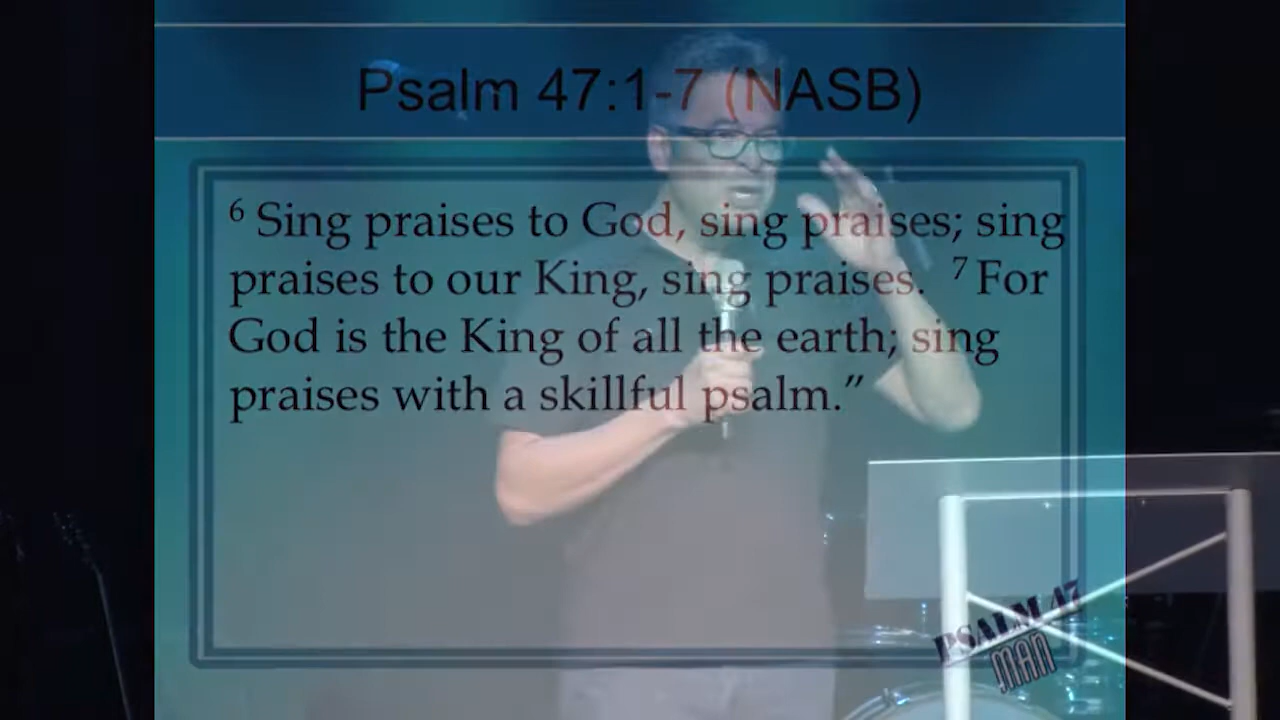 Psalm 47:1-7 (NASB)
⁶ Sing praises to God, sing praises; sing
praises to our King, sing praises. ⁷ For
God is the King of all the earth; sing
praises with a skillful psalm.”
PSALM 47
MAN